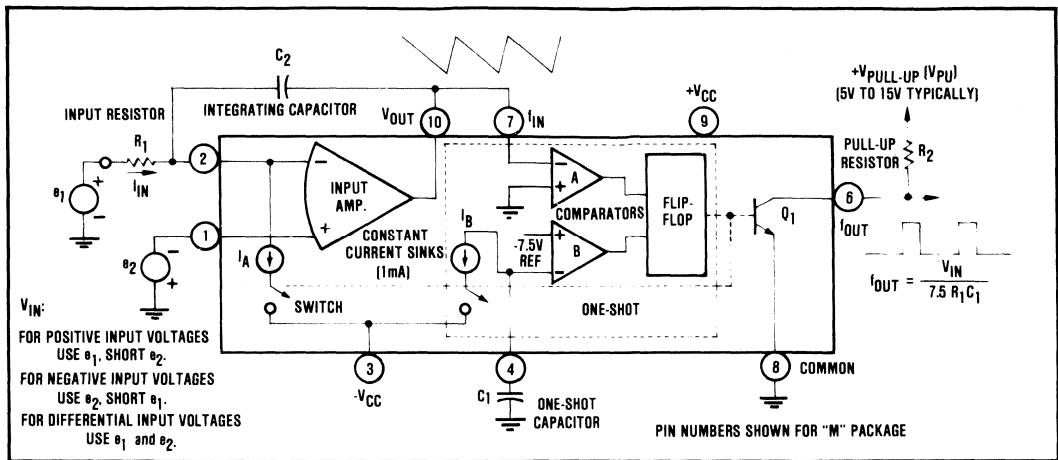 C2
+VPULL-UP (VPU)
(5V TO 15V TYPICALLY)
INPUT RESISTOR
INTEGRATING CAPACITOR
VOUT
10
7
fIN
+VCC
9
R1
IIN
2
PULL-UP
RESISTOR
R2
e1
+
−
−
INPUT
AMP.
+
−
+
A
COMPARATORS
FLIP-
FLOP
Q1
6
fOUT
1
−
e2
+
CONSTANT
CURRENT SINKS
(1mA)
IA
IB
-7.5V
REF
+
−
B
SWITCH
ONE-SHOT
fOUT = VIN
7.5 R1C1
VIN:
FOR POSITIVE INPUT VOLTAGES
USE e1, SHORT e2.
FOR NEGATIVE INPUT VOLTAGES
USE e2, SHORT e1.
FOR DIFFERENTIAL INPUT VOLTAGES
USE e1 and e2.
3
-VCC
4
C1
ONE-SHOT
CAPACITOR
8
COMMON
PIN NUMBERS SHOWN FOR "M" PACKAGE